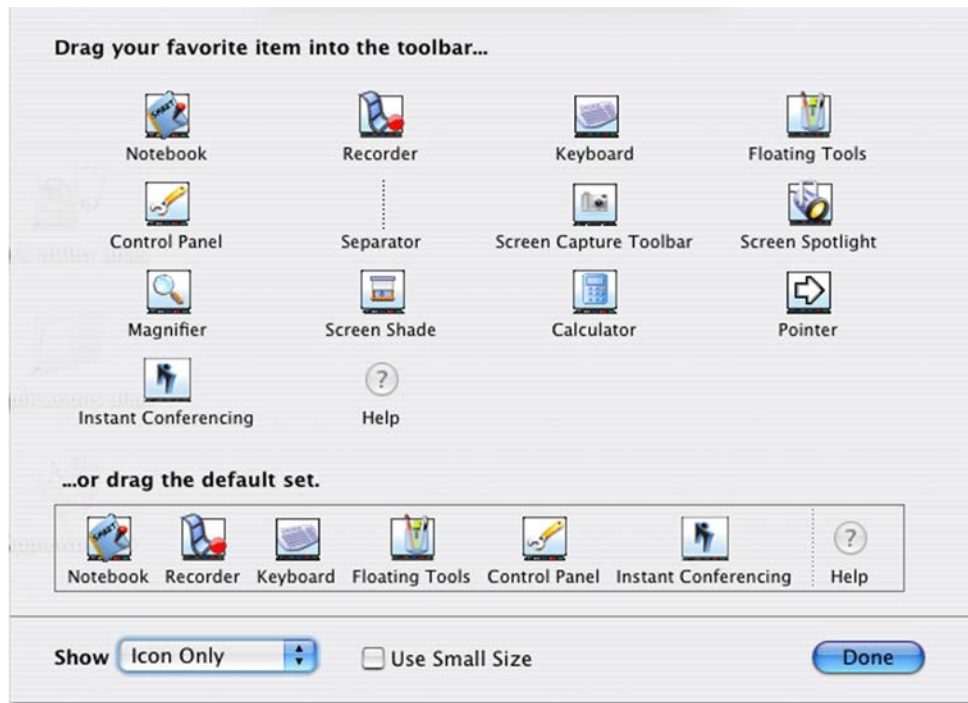 Drag your favorite item into the toolbar...
SMART
Notebook Recorder Keyboard Floating Tools
Control Panel Separator Screen Capture Toolbar Screen Spotlight
Magnifier Screen Shade Calculator Pointer
?
Instant Conferencing Help
...or drag the default set.
SMART ?
Notebook Recorder Keyboard Floating Tools Control Panel Instant Conferencing Help
Show Icon Only Use Small Size Done